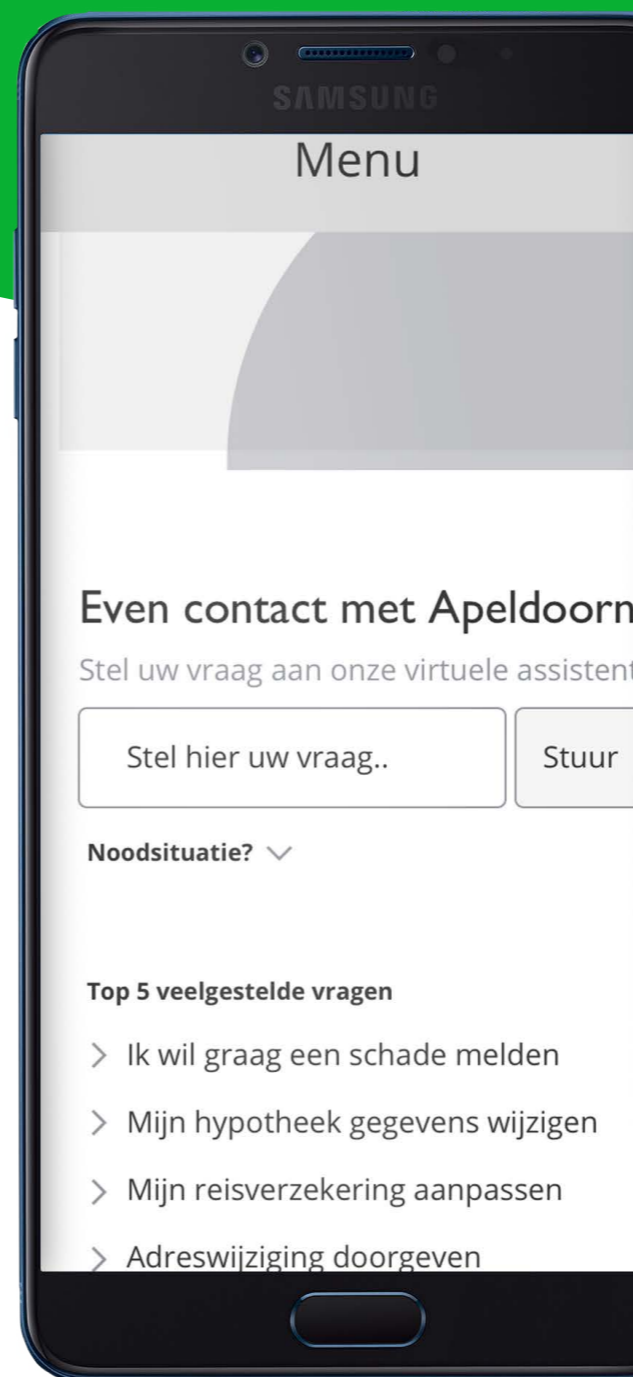 SAMSUNG
Menu
Even contact met Apeldoorn
Stel uw vraag aan onze virtuele assistent
Stel hier uw vraag..
Stuur
Noodsituatie?
Top 5 veelgestelde vragen
Ik wil graag een schade melden
Mijn hypotheek gegevens wijzigen
Mijn reisverzekering aanpassen
Adreswijziging doorgeven